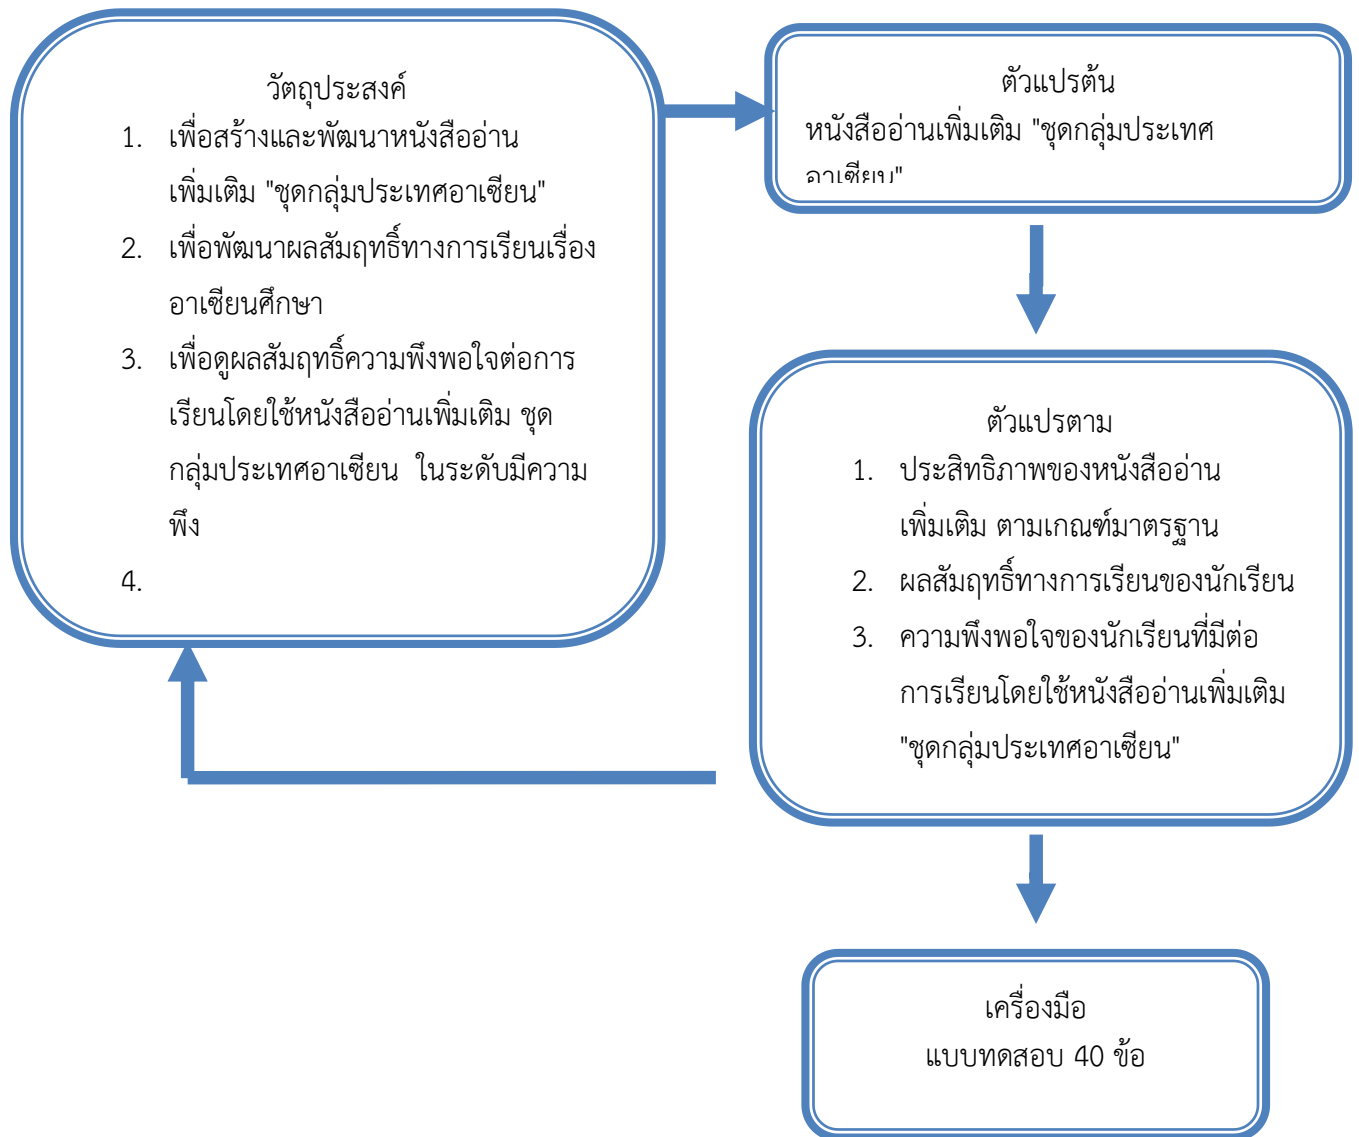 วัตถุประสงค์
1. เพื่อสร้างและพัฒนาหนังสืออ่าน
เพิ่มเติม "ชุดกลุ่มประเทศอาเซียน"
2. เพื่อพัฒนาผลสัมฤทธิ์ทางการเรียนเรื่อง
อาเซียนศึกษา
3. เพื่อดูผลสัมฤทธิ์ความพึงพอใจต่อการ
เรียนโดยใช้หนังสืออ่านเพิ่มเติม ชุด
กลุ่มประเทศอาเซียน ในระดับมีความ
พึง
4.
ตัวแปรต้น
หนังสืออ่านเพิ่มเติม "ชุดกลุ่มประเทศ
อาเซียน"
ตัวแปรตาม
1. ประสิทธิภาพของหนังสืออ่าน
เพิ่มเติม ตามเกณฑ์มาตรฐาน
2. ผลสัมฤทธิ์ทางการเรียนของนักเรียน
3. ความพึงพอใจของนักเรียนที่มีต่อ
การเรียนโดยใช้หนังสืออ่านเพิ่มเติม
"ชุดกลุ่มประเทศอาเซียน"
เครื่องมือ
แบบทดสอบ 40 ข้อ